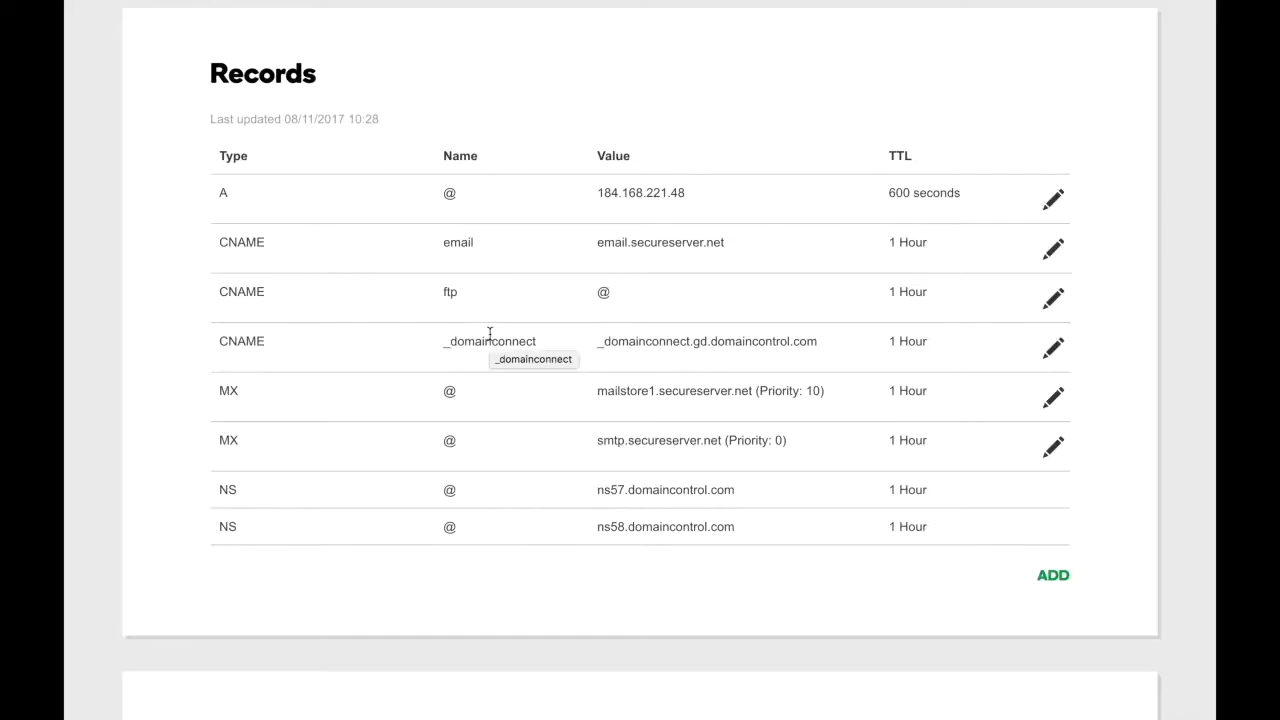 Records
Last updated 08/11/2017 10:28
Type Name Value TTL
A @ 184.168.221.48 600 seconds
CNAME email email.secureserver.net 1 Hour
CNAME ftp @ 1 Hour
CNAME _domainconnect _domainconnect.gd.domaincontrol.com 1 Hour
_domainconnect
MX @ mailstore1.secureserver.net (Priority: 10) 1 Hour
MX @ smtp.secureserver.net (Priority: 0) 1 Hour
NS @ ns57.domaincontrol.com 1 Hour
NS @ ns58.domaincontrol.com 1 Hour
ADD